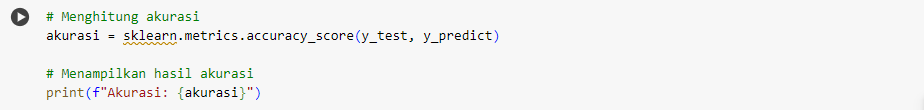 # Menghitung akurasi
akurasi = sklearn.metrics.accuracy_score(y_test, y_predict)
# Menampilkan hasil akurasi
print(f"Akurasi: {akurasi}")